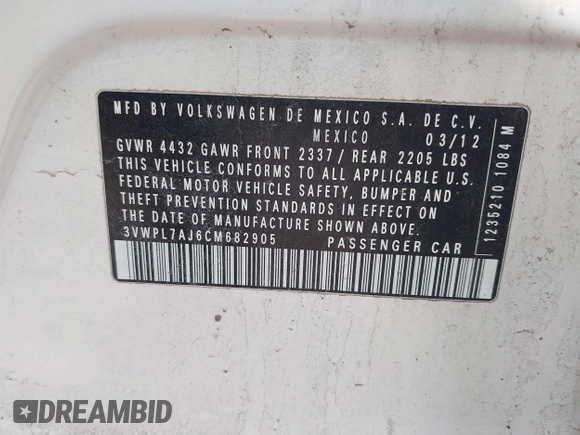 MFD BY VOLKSWAGEN DE MEXICO S.A. DE C.V.
MEXICO 03/12
GVWR 4432 GAWR FRONT 2337/ REAR 2205 LBS
THIS VEHICLE CONFORMS TO ALL APPLICABLE U.S.
FEDERAL MOTOR VEHICLE SAFETY, BUMPER AND
THEFT PREVENTION STANDARDS IN EFFECT ON
THE DATE OF MANUFACTURE SHOWN ABOVE.
3VWPL7AJ6CM682905 PASSENGER CAR
1235210 1084 M
DREAMBID